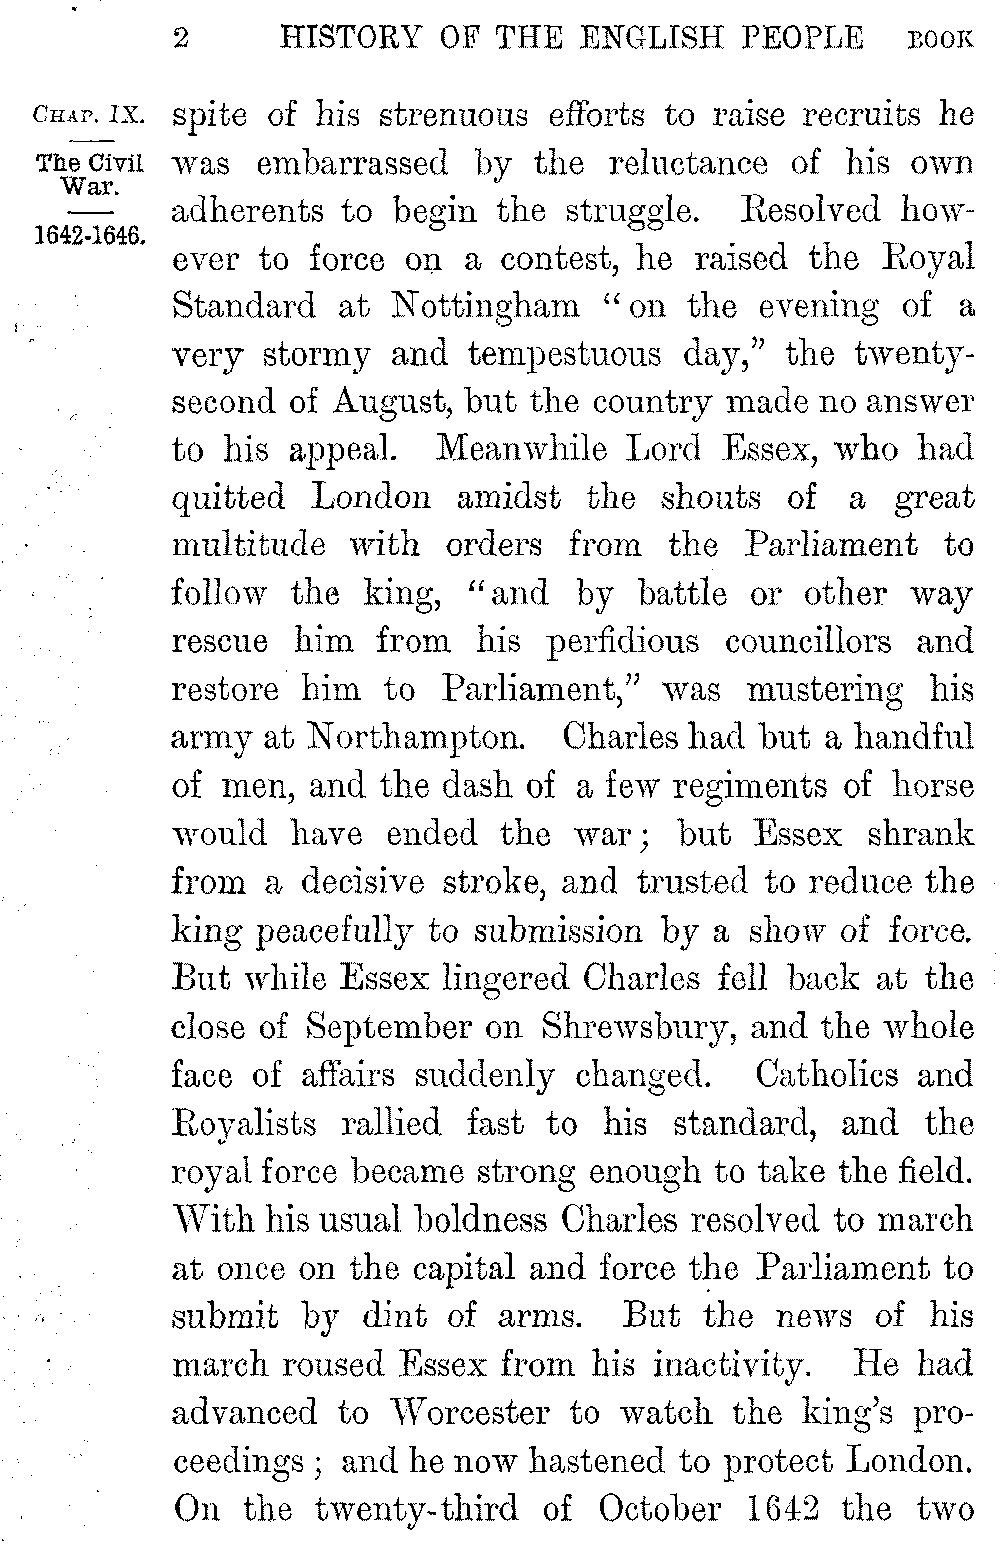 2 HISTORY OF THE ENGLISH PEOPLE BOOK
CHAP. IX.
The Civil
War.
1642-1646.
spite of his strenuous efforts to raise recruits he
was embarrassed by the reluctance of his own
adherents to begin the struggle. Resolved how-
ever to force on a contest, he raised the Royal
Standard at Nottingham “on the evening of a
very stormy and tempestuous day,” the twenty-
second of August, but the country made no answer
to his appeal. Meanwhile Lord Essex, who had
quitted London amidst the shouts of a great
multitude with orders from the Parliament to
follow the king, “and by battle or other way
rescue him from his perfidious councillors and
restore him to Parliament,” was mustering his
army at Northampton. Charles had but a handful
of men, and the dash of a few regiments of horse
would have ended the war; but Essex shrank
from a decisive stroke, and trusted to reduce the
king peacefully to submission by a show of force.
But while Essex lingered Charles fell back at the
close of September on Shrewsbury, and the whole
face of affairs suddenly changed. Catholics and
Royalists rallied fast to his standard, and the
royal force became strong enough to take the field.
With his usual boldness Charles resolved to march
at once on the capital and force the Parliament to
submit by dint of arms. But the news of his
march roused Essex from his inactivity. He had
advanced to Worcester to watch the king’s pro-
ceedings; and he now hastened to protect London.
On the twenty-third of October 1642 the two